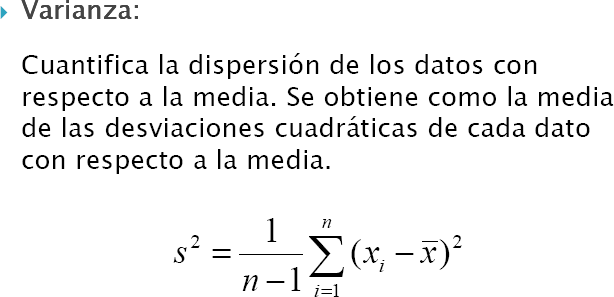 Varianza:
Cuantifica la dispersión de los datos con
respecto a la media. Se obtiene como la media
de las desviaciones cuadráticas de cada dato
con respecto a la media.
s² = \frac{1}{n-1} \sum_{i=1}^{n} (x_i - \overline{x})²